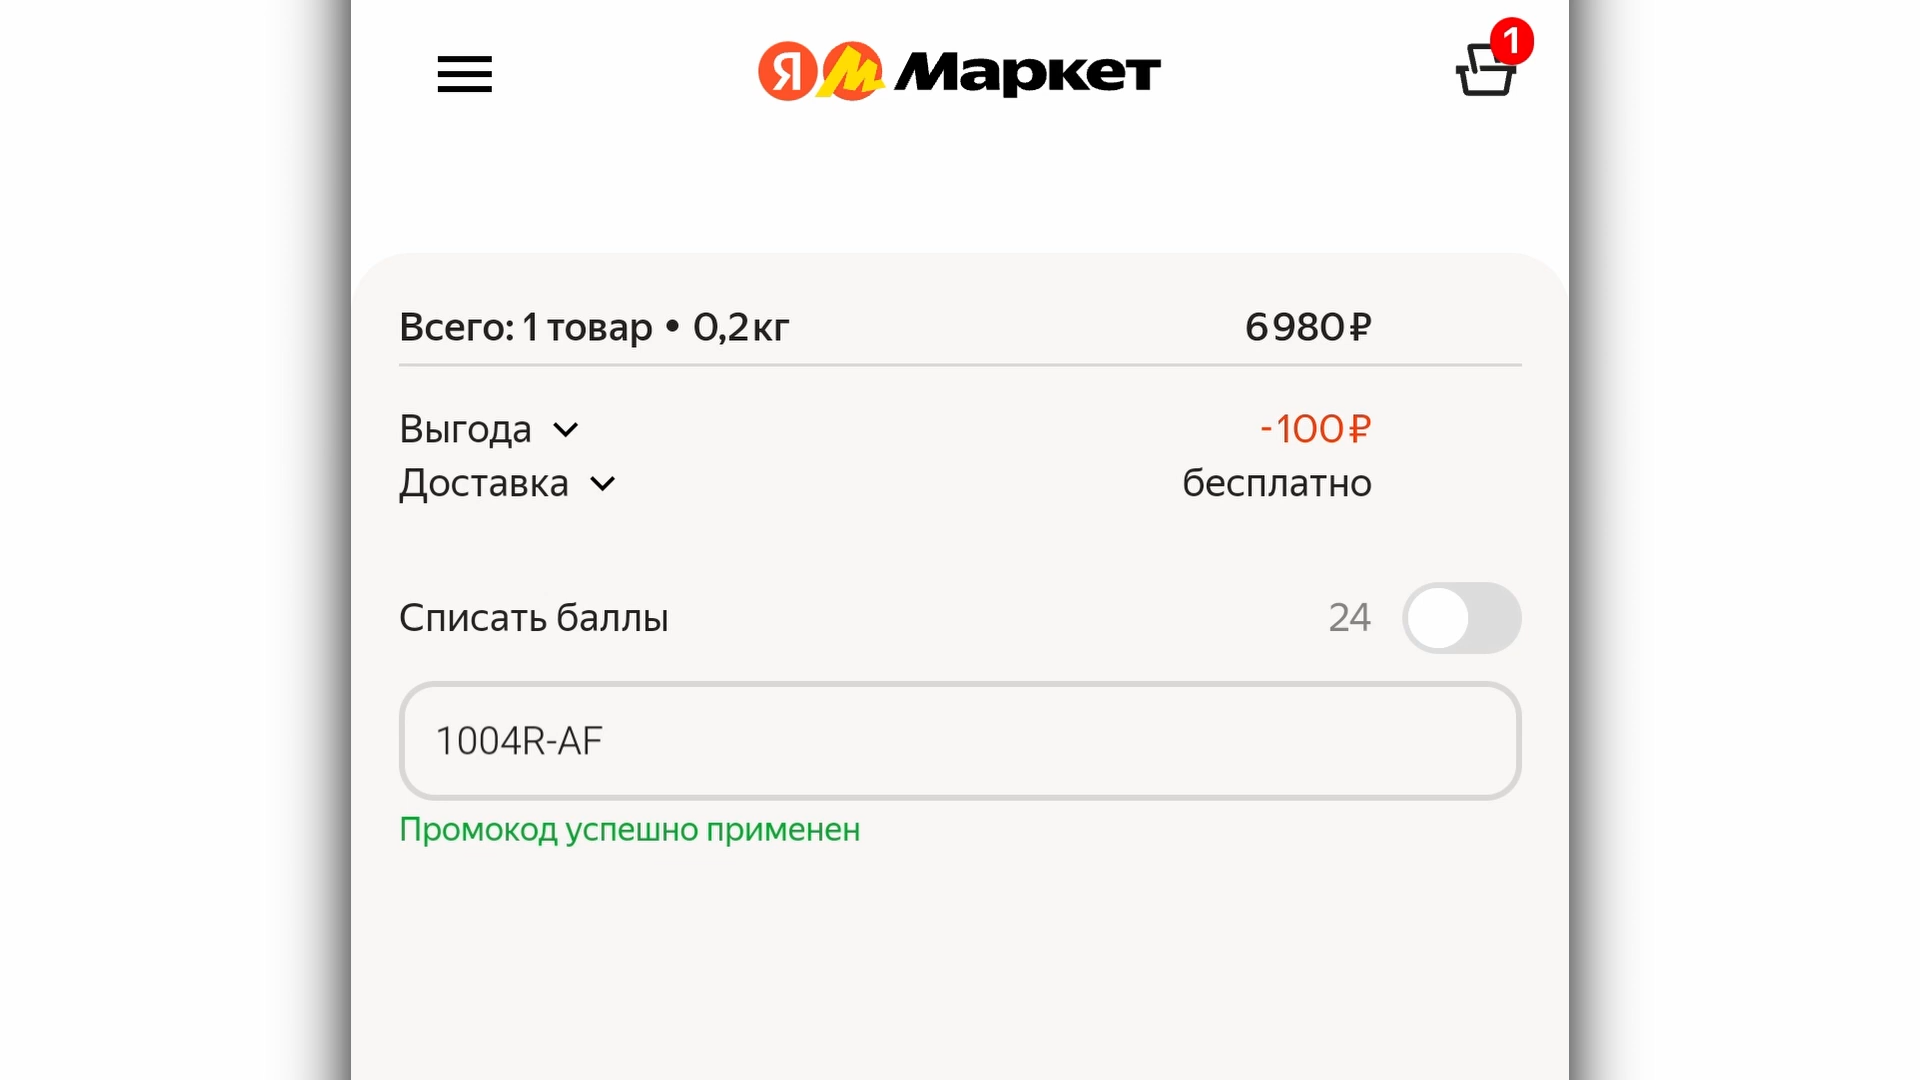 ЯМ Маркет
1
Всего: 1 товар • 0,2 кг 6 980 ₽
Выгода -100 ₽
Доставка бесплатно
Списать баллы 24
1004R-AF
Промокод успешно применен